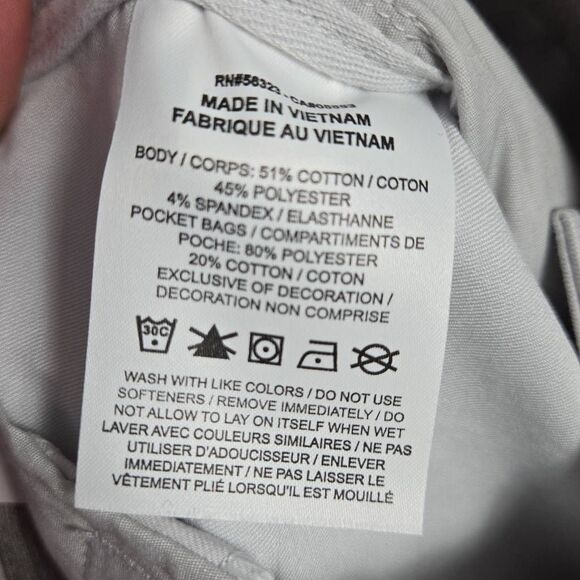 MADE IN VIETNAM
FABRIQUE AU VIETNAM
BODY / CORPS: 51% COTTON / COTON
45% POLYESTER
4% SPANDEX / ELASTHANNE
POCKET BAGS / COMPARTIMENTS DE
POCHE: 80% POLYESTER
20% COTTON / COTON
EXCLUSIVE OF DECORATION /
DECORATION NON COMPRISE
30C
WASH WITH LIKE COLORS / DO NOT USE
SOFTENERS / REMOVE IMMEDIATELY / DO
NOT ALLOW TO LAY ON ITSELF WHEN WET
LAVER AVEC COULEURS SIMILAIRES / NE PAS
UTILISER D'ADOUCISSEUR / ENLEVER
IMMEDIATEMENT / NE PAS LAISSER LE
VÊTEMENT PLIÉ LORSQU'IL EST MOUILLÉ